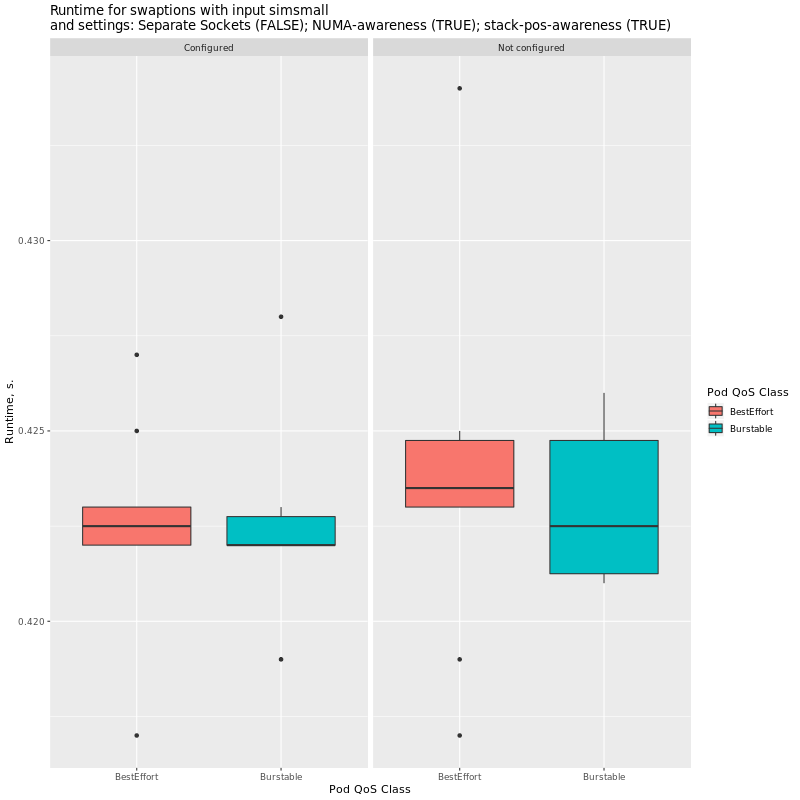 Runtime for swaptions with input simsmall
and settings: Separate Sockets (FALSE); NUMA-awareness (TRUE); stack-pos-awareness (TRUE)
Configured
Not configured
0.430
0.425
0.420
Runtime, s.
BestEffort
Burstable
BestEffort
Burstable
Pod QoS Class
Pod QoS Class
BestEffort
Burstable